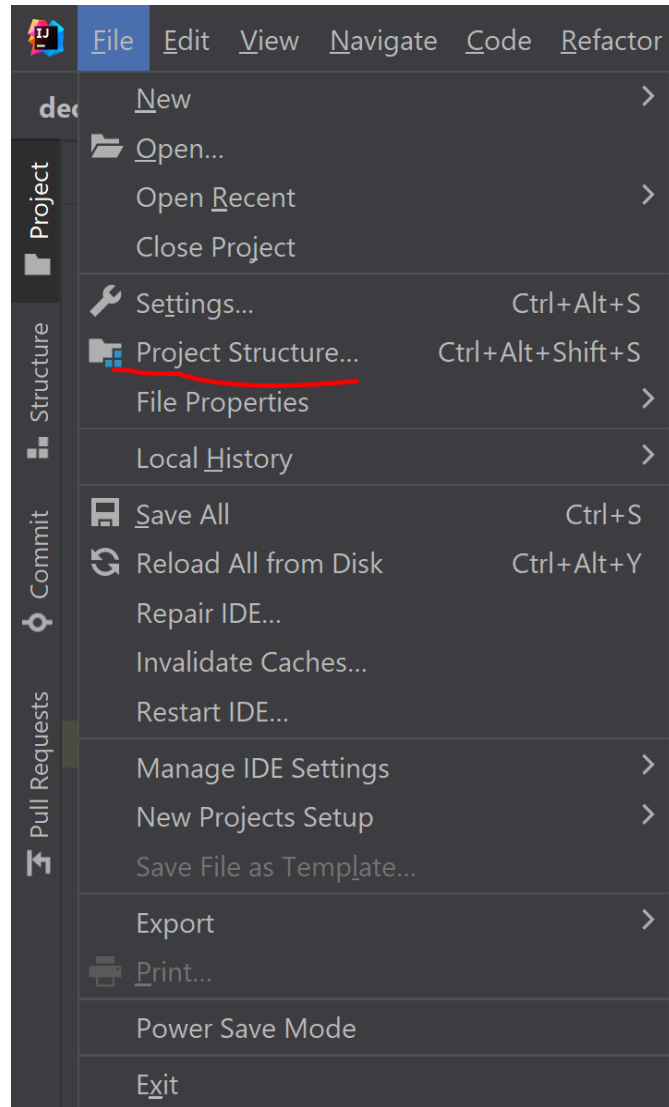 IJ
File Edit View Navigate Code Refactor
dec
New
Open...
Open Recent
Close Project
Settings... Ctrl+Alt+S
Project Structure... Ctrl+Alt+Shift+S
File Properties
Local History
Save All Ctrl+S
Reload All from Disk Ctrl+Alt+Y
Repair IDE...
Invalidate Caches...
Restart IDE...
Manage IDE Settings
New Projects Setup
Save File as Template...
Export
Print...
Power Save Mode
Exit
Project
Structure
Commit
Pull Requests